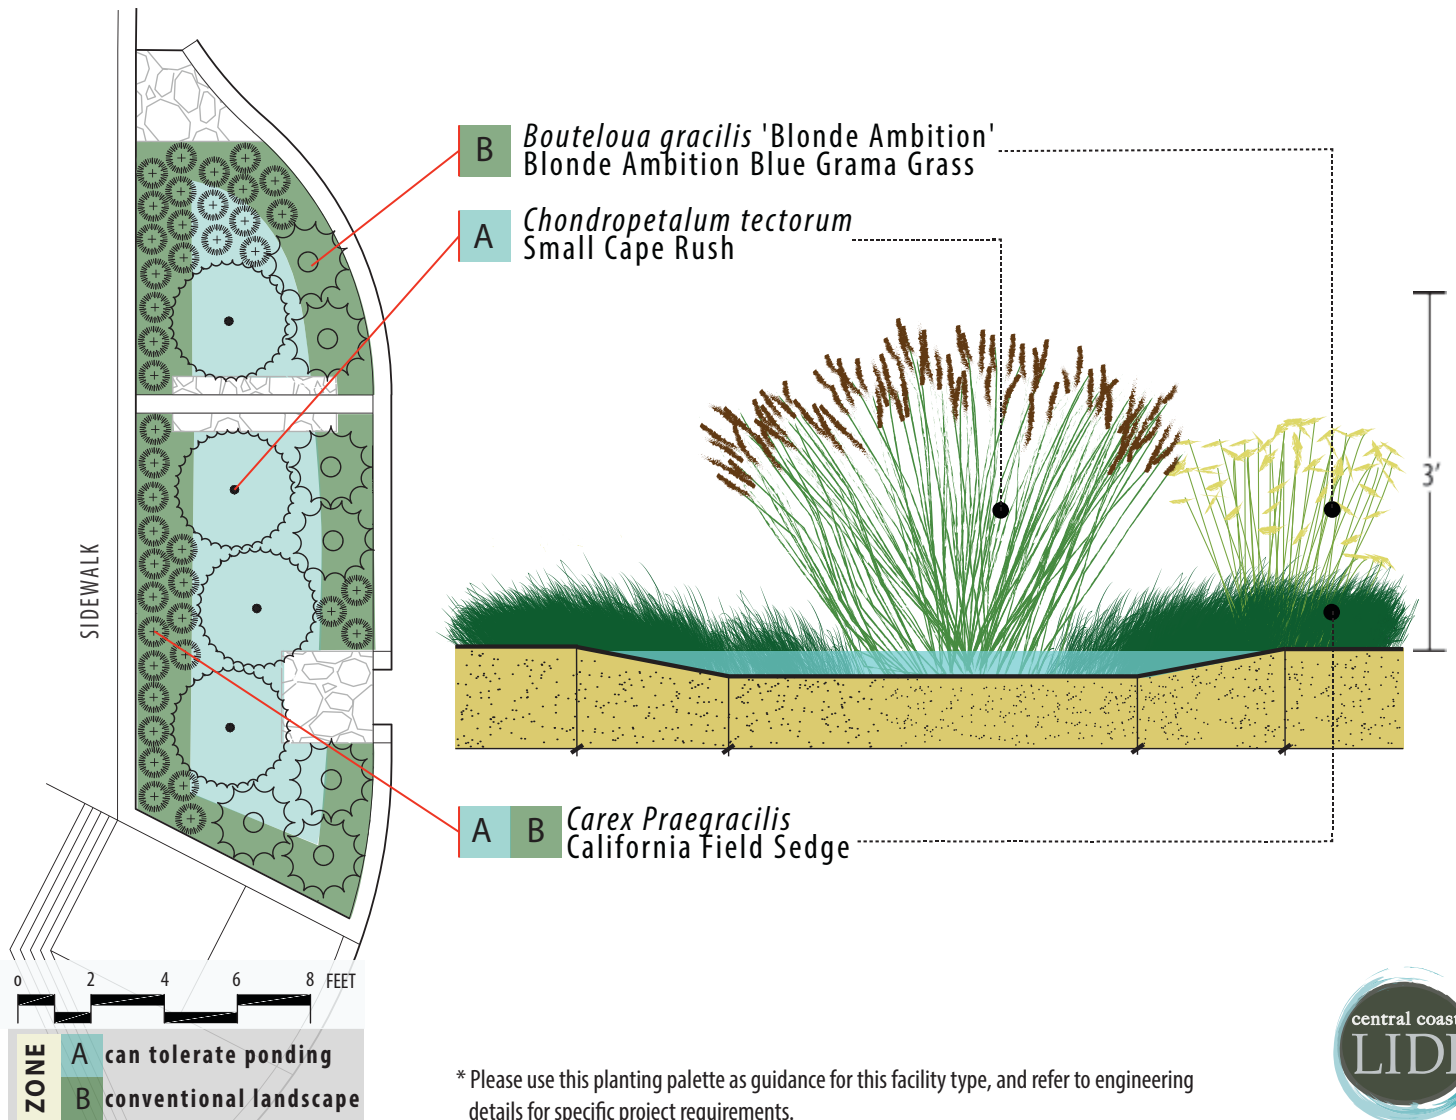 B Bouteloua gracilis 'Blonde Ambition'
Blonde Ambition Blue Grama Grass
A Chondropetalum tectorum
Small Cape Rush
3'
SIDEWALK
A B Carex Praegracilis
California Field Sedge
0 2 4 6 8 FEET
ZONE
A can tolerate ponding
B conventional landscape
* Please use this planting palette as guidance for this facility type, and refer to engineering
details for specific project requirements.
central coast
LIDI